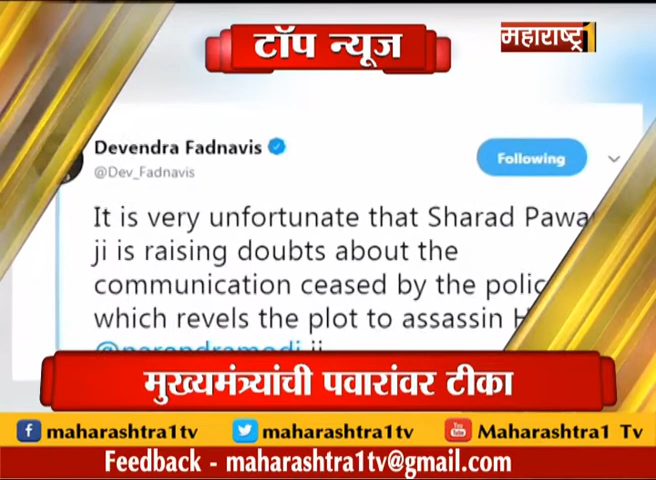 टॉप न्यूज
महाराष्ट्र1
Devendra Fadnavis
@Dev_Fadnavis
Following
It is very unfortunate that Sharad
ji is raising doubts about the
communication ceased by the
which revels the plot to assassin
@narendramodi ji
मुख्यमंत्र्यांची पवारांवर टीका
maharashtra1tv maharashtra1tv Maharashtra1 Tv
Feedback - maharashtra1tv@gmail.com